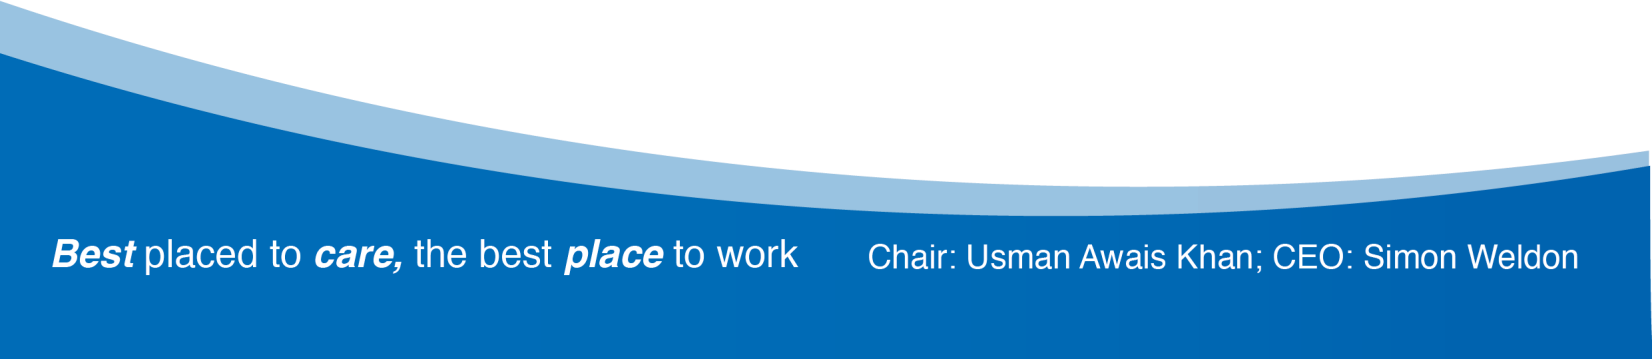 Best placed to care, the best place to work
Chair: Usman Awais Khan; CEO: Simon Weldon